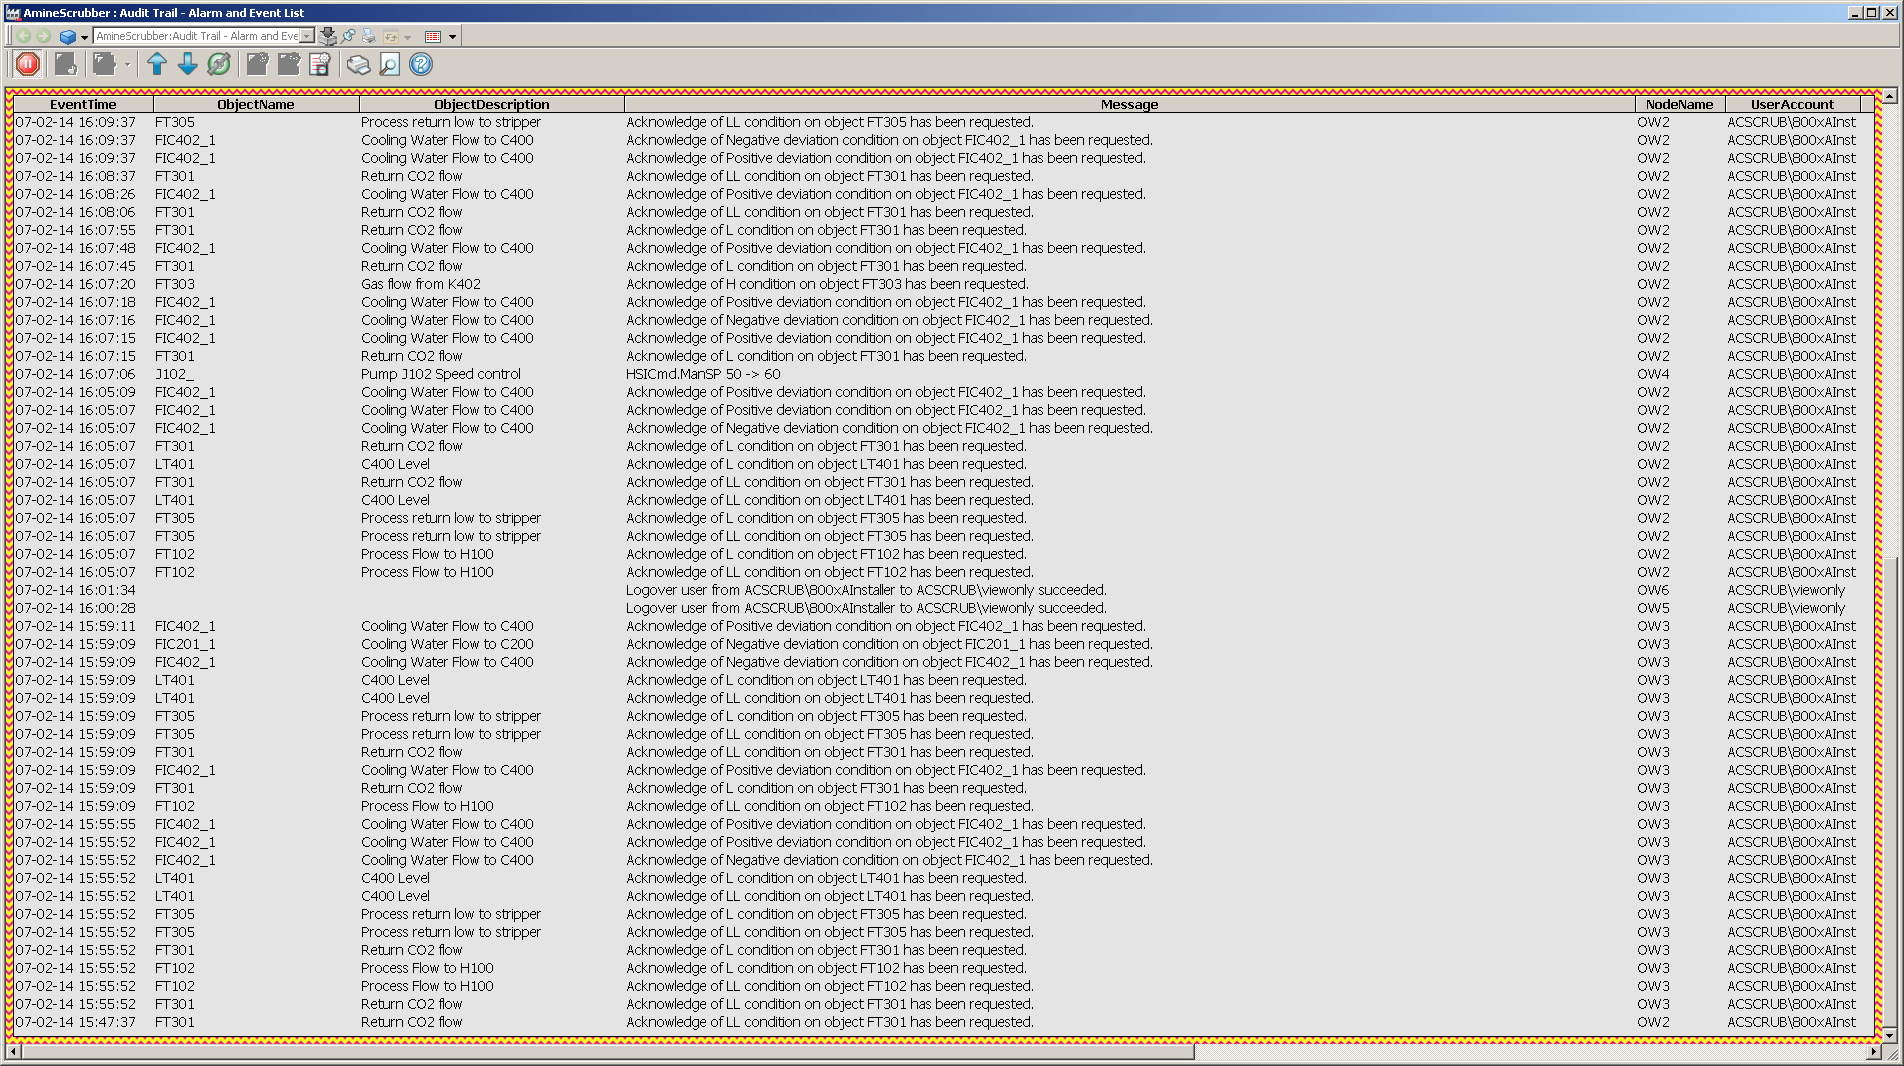 AmineScrubber : Audit Trail - Alarm and Event List
AmineScrubber:Audit Trail - Alarm and Eve
EventTime ObjectName ObjectDescription Message NodeName UserAccount
07-02-14 16:09:37 FT305 Process return low to stripper Acknowledge of LL condition on object FT305 has been requested. OW2 ACSCRUB\800xAInst
07-02-14 16:09:37 FIC402_1 Cooling Water Flow to C400 Acknowledge of Negative deviation condition on object FIC402_1 has been requested. OW2 ACSCRUB\800xAInst
07-02-14 16:09:37 FIC402_1 Cooling Water Flow to C400 Acknowledge of Positive deviation condition on object FIC402_1 has been requested. OW2 ACSCRUB\800xAInst
07-02-14 16:08:37 FT301 Return CO2 flow Acknowledge of LL condition on object FT301 has been requested. OW2 ACSCRUB\800xAInst
07-02-14 16:08:26 FIC402_1 Cooling Water Flow to C400 Acknowledge of Positive deviation condition on object FIC402_1 has been requested. OW2 ACSCRUB\800xAInst
07-02-14 16:08:06 FT301 Return CO2 flow Acknowledge of LL condition on object FT301 has been requested. OW2 ACSCRUB\800xAInst
07-02-14 16:07:55 FT301 Return CO2 flow Acknowledge of L condition on object FT301 has been requested. OW2 ACSCRUB\800xAInst
07-02-14 16:07:48 FIC402_1 Cooling Water Flow to C400 Acknowledge of Positive deviation condition on object FIC402_1 has been requested. OW2 ACSCRUB\800xAInst
07-02-14 16:07:45 FT301 Return CO2 flow Acknowledge of L condition on object FT301 has been requested. OW2 ACSCRUB\800xAInst
07-02-14 16:07:20 FT303 Gas flow from K402 Acknowledge of H condition on object FT303 has been requested. OW2 ACSCRUB\800xAInst
07-02-14 16:07:18 FIC402_1 Cooling Water Flow to C400 Acknowledge of Positive deviation condition on object FIC402_1 has been requested. OW2 ACSCRUB\800xAInst
07-02-14 16:07:16 FIC402_1 Cooling Water Flow to C400 Acknowledge of Negative deviation condition on object FIC402_1 has been requested. OW2 ACSCRUB\800xAInst
07-02-14 16:07:15 FIC402_1 Cooling Water Flow to C400 Acknowledge of Positive deviation condition on object FIC402_1 has been requested. OW2 ACSCRUB\800xAInst
07-02-14 16:07:15 FT301 Return CO2 flow Acknowledge of L condition on object FT301 has been requested. OW2 ACSCRUB\800xAInst
07-02-14 16:07:06 J102_ Pump J102 Speed control HSICmd.ManSP 50 -> 60 OW4 ACSCRUB\800xAInst
07-02-14 16:05:09 FIC402_1 Cooling Water Flow to C400 Acknowledge of Positive deviation condition on object FIC402_1 has been requested. OW2 ACSCRUB\800xAInst
07-02-14 16:05:07 FIC402_1 Cooling Water Flow to C400 Acknowledge of Positive deviation condition on object FIC402_1 has been requested. OW2 ACSCRUB\800xAInst
07-02-14 16:05:07 FIC402_1 Cooling Water Flow to C400 Acknowledge of Negative deviation condition on object FIC402_1 has been requested. OW2 ACSCRUB\800xAInst
07-02-14 16:05:07 FT301 Return CO2 flow Acknowledge of L condition on object FT301 has been requested. OW2 ACSCRUB\800xAInst
07-02-14 16:05:07 LT401 C400 Level Acknowledge of L condition on object LT401 has been requested. OW2 ACSCRUB\800xAInst
07-02-14 16:05:07 FT301 Return CO2 flow Acknowledge of LL condition on object FT301 has been requested. OW2 ACSCRUB\800xAInst
07-02-14 16:05:07 LT401 C400 Level Acknowledge of LL condition on object LT401 has been requested. OW2 ACSCRUB\800xAInst
07-02-14 16:05:07 FT305 Process return low to stripper Acknowledge of L condition on object FT305 has been requested. OW2 ACSCRUB\800xAInst
07-02-14 16:05:07 FT305 Process return low to stripper Acknowledge of LL condition on object FT305 has been requested. OW2 ACSCRUB\800xAInst
07-02-14 16:05:07 FT102 Process Flow to H100 Acknowledge of L condition on object FT102 has been requested. OW2 ACSCRUB\800xAInst
07-02-14 16:05:07 FT102 Process Flow to H100 Acknowledge of LL condition on object FT102 has been requested. OW2 ACSCRUB\800xAInst
07-02-14 16:01:34 Logover user from ACSCRUB\800xAInstaller to ACSCRUB\viewonly succeeded. OW6 ACSCRUB\viewonly
07-02-14 16:00:28 Logover user from ACSCRUB\800xAInstaller to ACSCRUB\viewonly succeeded. OW5 ACSCRUB\viewonly
07-02-14 15:59:11 FIC402_1 Cooling Water Flow to C400 Acknowledge of Positive deviation condition on object FIC402_1 has been requested. OW3 ACSCRUB\800xAInst
07-02-14 15:59:09 FIC201_1 Cooling Water Flow to C200 Acknowledge of Negative deviation condition on object FIC201_1 has been requested. OW3 ACSCRUB\800xAInst
07-02-14 15:59:09 FIC402_1 Cooling Water Flow to C400 Acknowledge of Negative deviation condition on object FIC402_1 has been requested. OW3 ACSCRUB\800xAInst
07-02-14 15:59:09 LT401 C400 Level Acknowledge of L condition on object LT401 has been requested. OW3 ACSCRUB\800xAInst
07-02-14 15:59:09 LT401 C400 Level Acknowledge of LL condition on object LT401 has been requested. OW3 ACSCRUB\800xAInst
07-02-14 15:59:09 FT305 Process return low to stripper Acknowledge of L condition on object FT305 has been requested. OW3 ACSCRUB\800xAInst
07-02-14 15:59:09 FT305 Process return low to stripper Acknowledge of LL condition on object FT305 has been requested. OW3 ACSCRUB\800xAInst
07-02-14 15:59:09 FT301 Return CO2 flow Acknowledge of LL condition on object FT301 has been requested. OW3 ACSCRUB\800xAInst
07-02-14 15:59:09 FIC402_1 Cooling Water Flow to C400 Acknowledge of Positive deviation condition on object FIC402_1 has been requested. OW3 ACSCRUB\800xAInst
07-02-14 15:59:09 FT301 Return CO2 flow Acknowledge of L condition on object FT301 has been requested. OW3 ACSCRUB\800xAInst
07-02-14 15:59:09 FT102 Process Flow to H100 Acknowledge of LL condition on object FT102 has been requested. OW3 ACSCRUB\800xAInst
07-02-14 15:55:55 FIC402_1 Cooling Water Flow to C400 Acknowledge of Positive deviation condition on object FIC402_1 has been requested. OW3 ACSCRUB\800xAInst
07-02-14 15:55:52 FIC402_1 Cooling Water Flow to C400 Acknowledge of Positive deviation condition on object FIC402_1 has been requested. OW3 ACSCRUB\800xAInst
07-02-14 15:55:52 FIC402_1 Cooling Water Flow to C400 Acknowledge of Negative deviation condition on object FIC402_1 has been requested. OW3 ACSCRUB\800xAInst
07-02-14 15:55:52 LT401 C400 Level Acknowledge of L condition on object LT401 has been requested. OW3 ACSCRUB\800xAInst
07-02-14 15:55:52 LT401 C400 Level Acknowledge of LL condition on object LT401 has been requested. OW3 ACSCRUB\800xAInst
07-02-14 15:55:52 FT305 Process return low to stripper Acknowledge of L condition on object FT305 has been requested. OW3 ACSCRUB\800xAInst
07-02-14 15:55:52 FT305 Process return low to stripper Acknowledge of LL condition on object FT305 has been requested. OW3 ACSCRUB\800xAInst
07-02-14 15:55:52 FT301 Return CO2 flow Acknowledge of L condition on object FT301 has been requested. OW3 ACSCRUB\800xAInst
07-02-14 15:55:52 FT102 Process Flow to H100 Acknowledge of L condition on object FT102 has been requested. OW3 ACSCRUB\800xAInst
07-02-14 15:55:52 FT102 Process Flow to H100 Acknowledge of LL condition on object FT102 has been requested. OW3 ACSCRUB\800xAInst
07-02-14 15:55:52 FT301 Return CO2 flow Acknowledge of LL condition on object FT301 has been requested. OW3 ACSCRUB\800xAInst
07-02-14 15:47:37 FT301 Return CO2 flow Acknowledge of LL condition on object FT301 has been requested. OW2 ACSCRUB\800xAInst